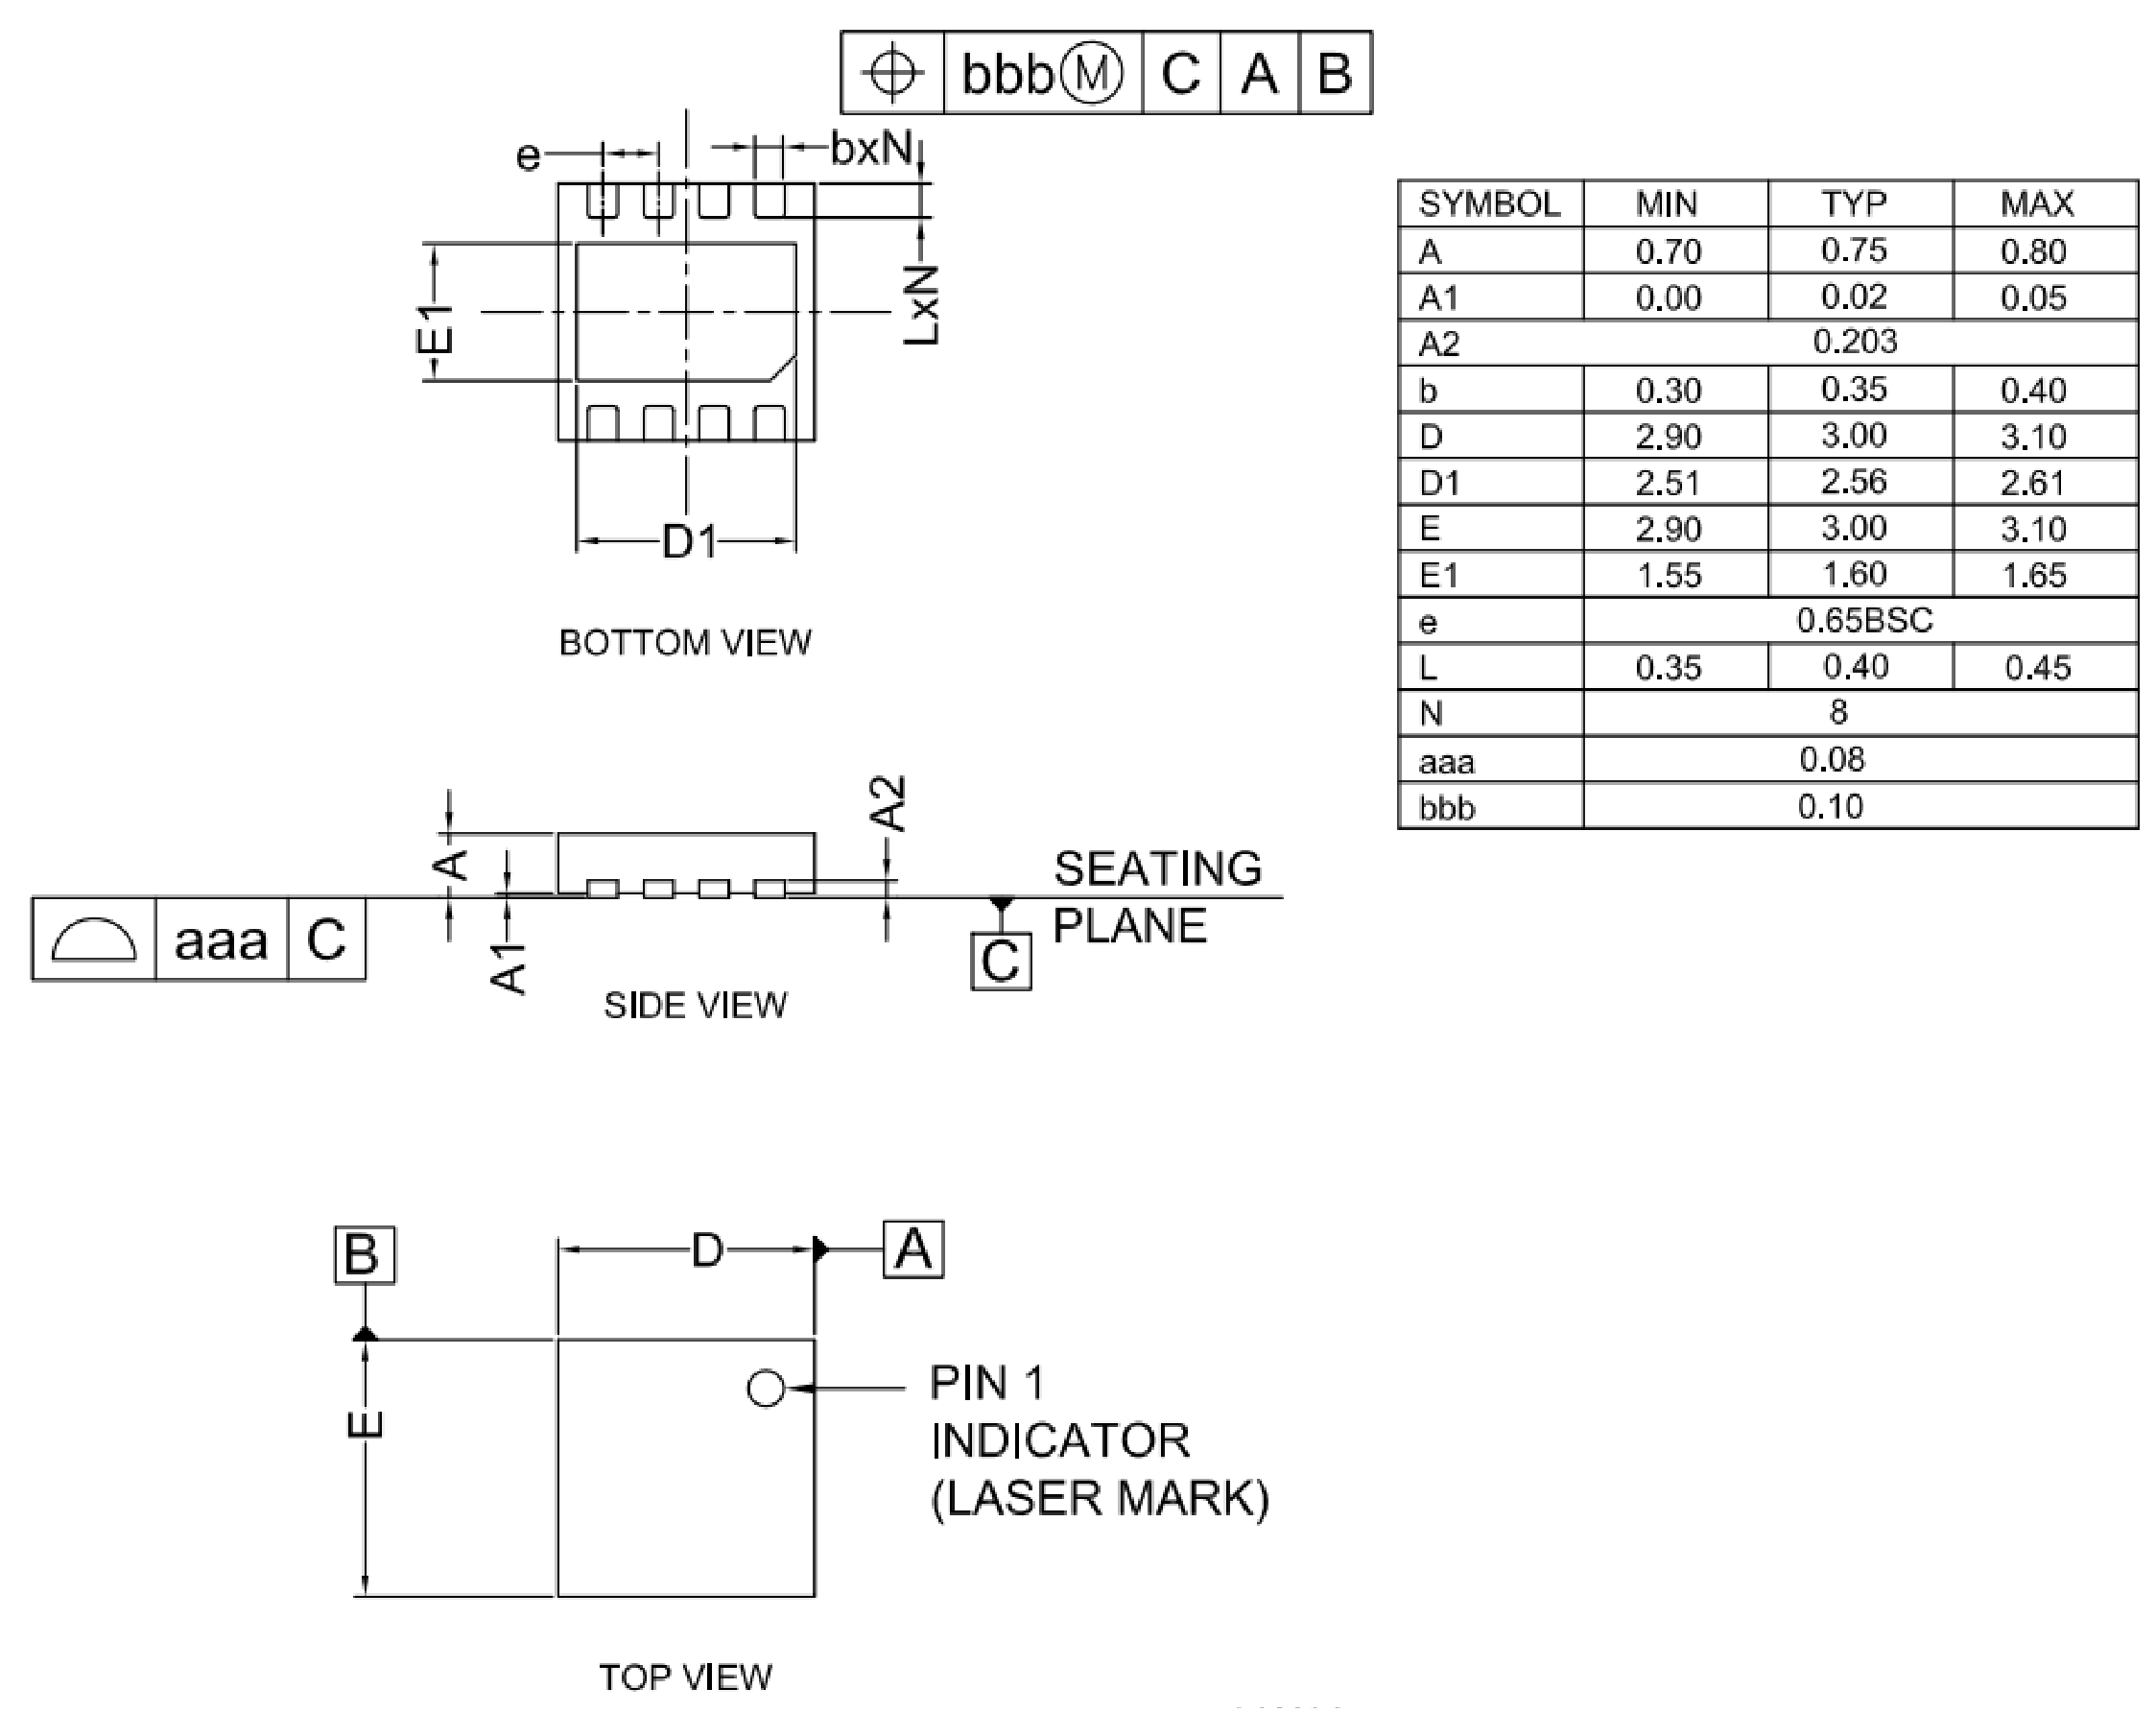 bbbⓂ C A B
e
bxN
LxN
E1
D1
BOTTOM VIEW
SYMBOL MIN TYP MAX
A 0.70 0.75 0.80
A1 0.00 0.02 0.05
A2 0.203
b 0.30 0.35 0.40
D 2.90 3.00 3.10
D1 2.51 2.56 2.61
E 2.90 3.00 3.10
E1 1.55 1.60 1.65
e 0.65BSC
L 0.35 0.40 0.45
N 8
aaa 0.08
bbb 0.10
A2
A
SEATING
PLANE
aaa C
A1
C
SIDE VIEW
B
D
A
E
PIN 1
INDICATOR
(LASER MARK)
TOP VIEW